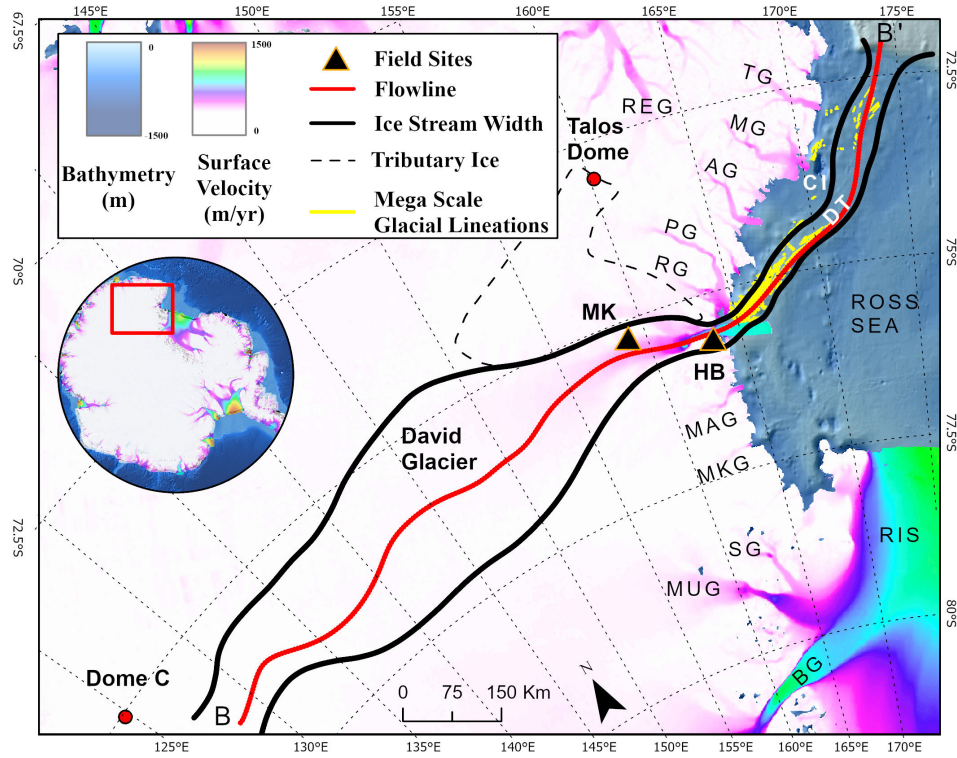 145°E
150°E
155°E
160°E
165°E
170°E
175°E
67.5°S
70°S
72.5°S
72.5°S
75°S
77.5°S
80°S
0
-1500
Bathymetry
(m)
1500
0
Surface
Velocity
(m/yr)
Field Sites
Flowline
Ice Stream Width
Tributary Ice
Mega Scale
Glacial Lineations
B'
TG
REG
MG
Talos
Dome
AG
CI
DT
PG
RG
ROSS
SEA
MK
HB
MAG
MKG
David
Glacier
RIS
SG
MUG
BG
Dome C
B
N
0 75 150 Km
125°E
130°E
135°E
140°E
145°E
150°E
155°E
160°E
165°E
170°E